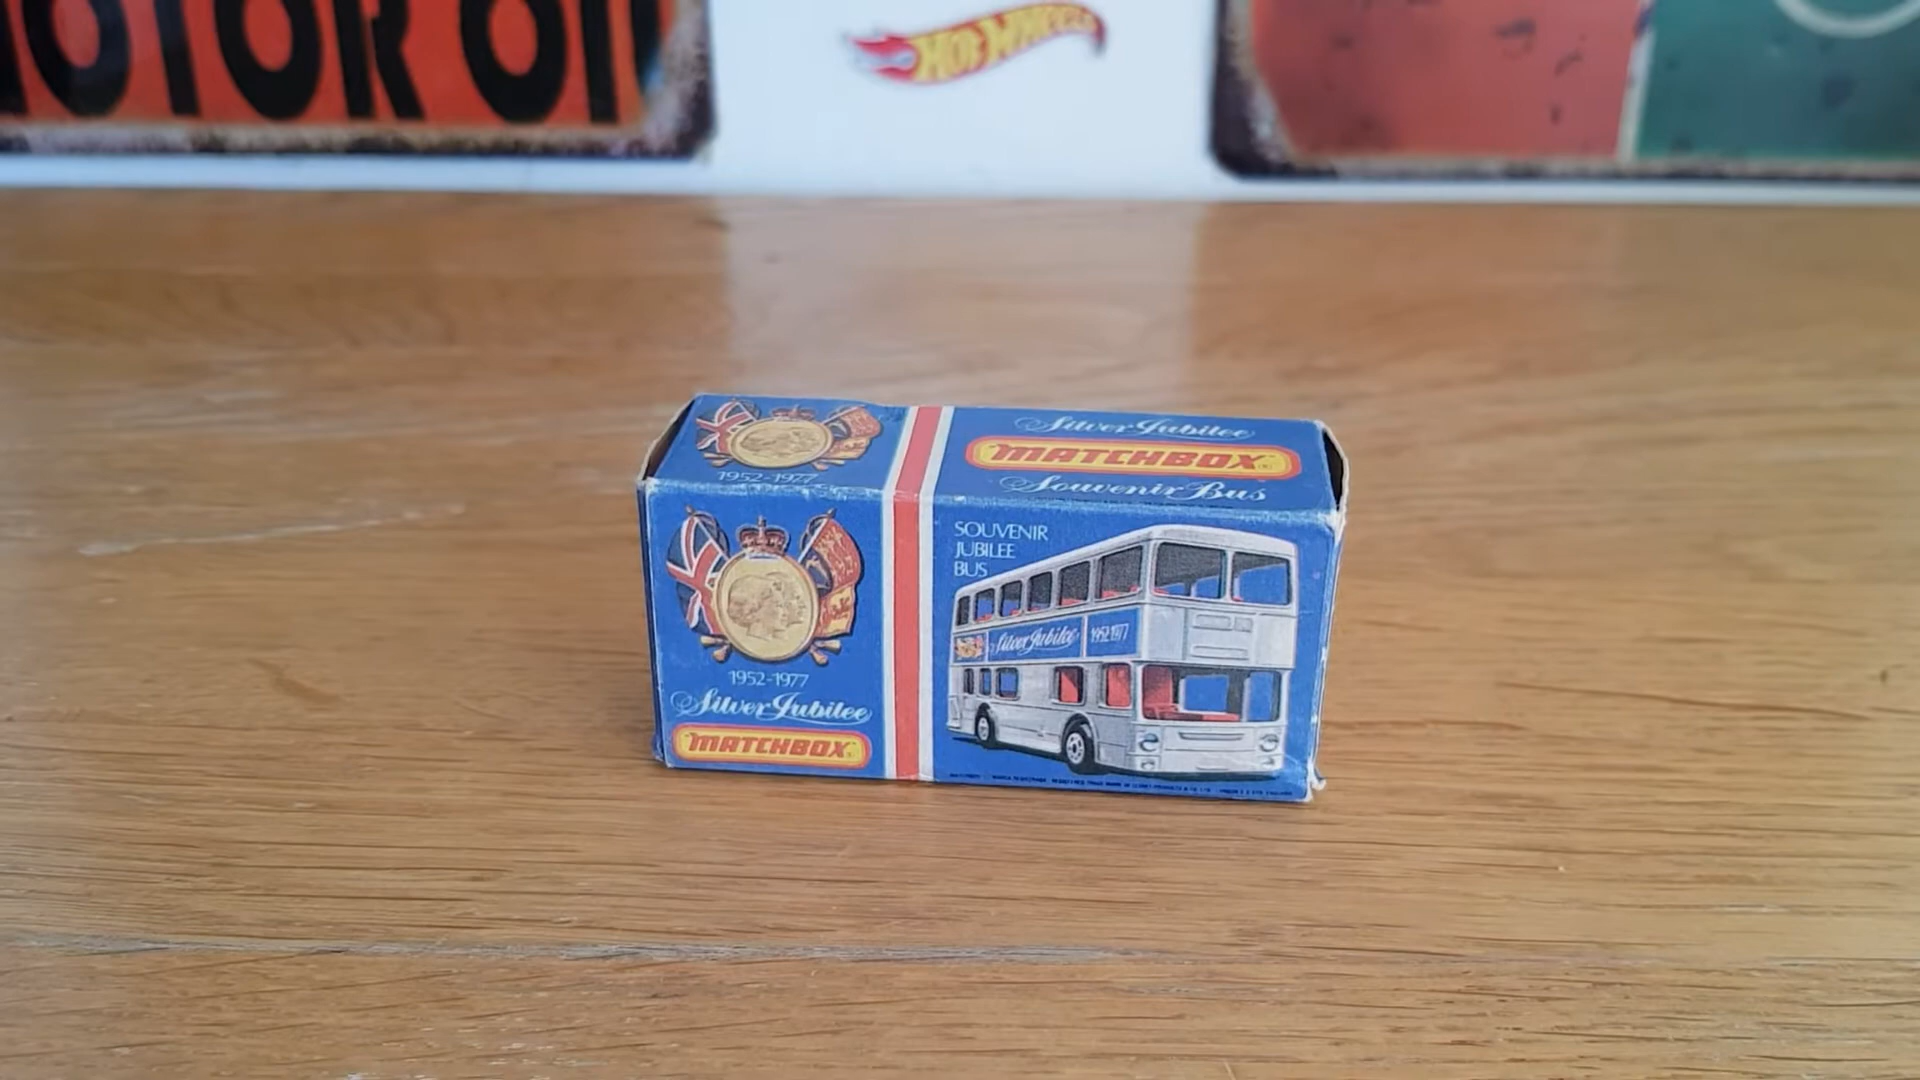 MOTOR OIL
HOT WHEELS
1952-1977
Silver Jubilee
"MATCHBOX"
Souvenir Bus
1952-1977
Silver Jubilee
"MATCHBOX"
SOUVENIR
JUBILEE
BUS
Silver Jubilee 1952-1977